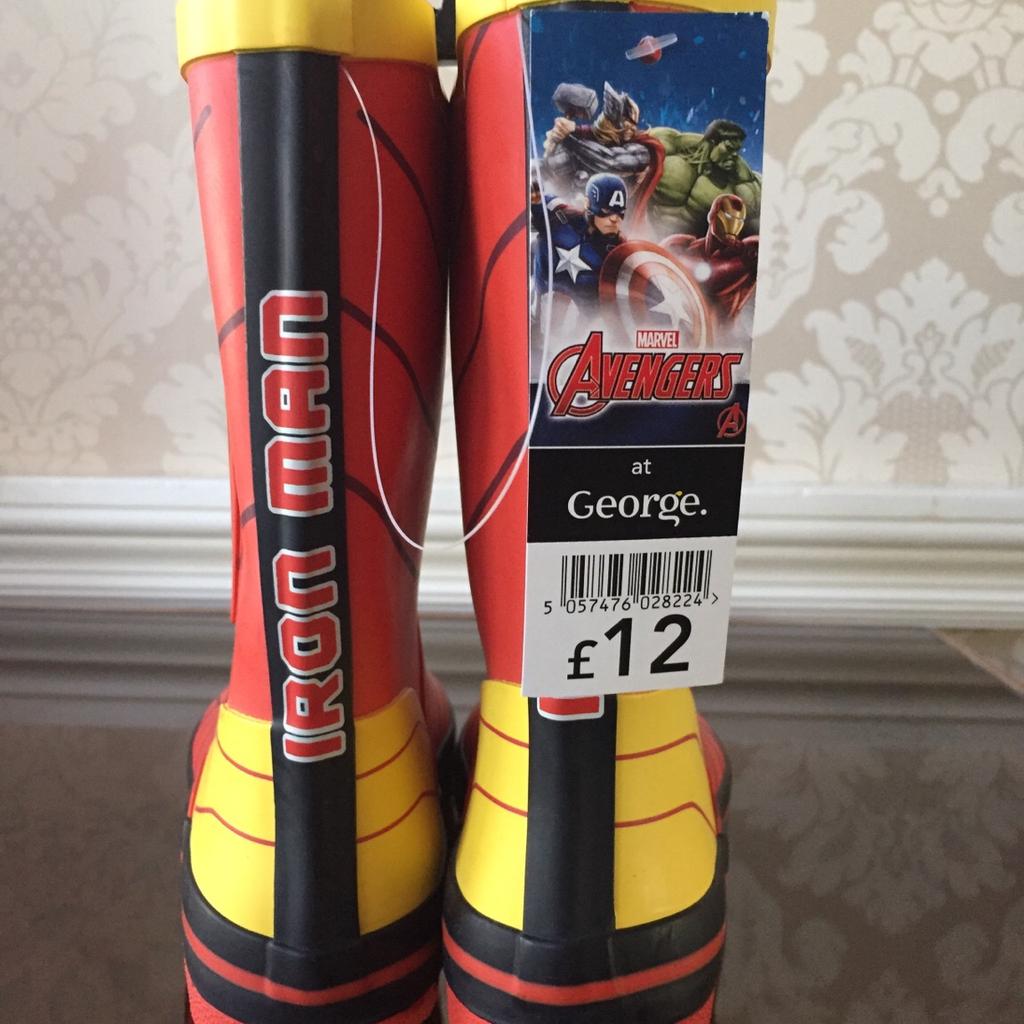 IRON MAN
A
MARVEL
AVENGERS
A
at
George.
5 057476 028224 >
£12